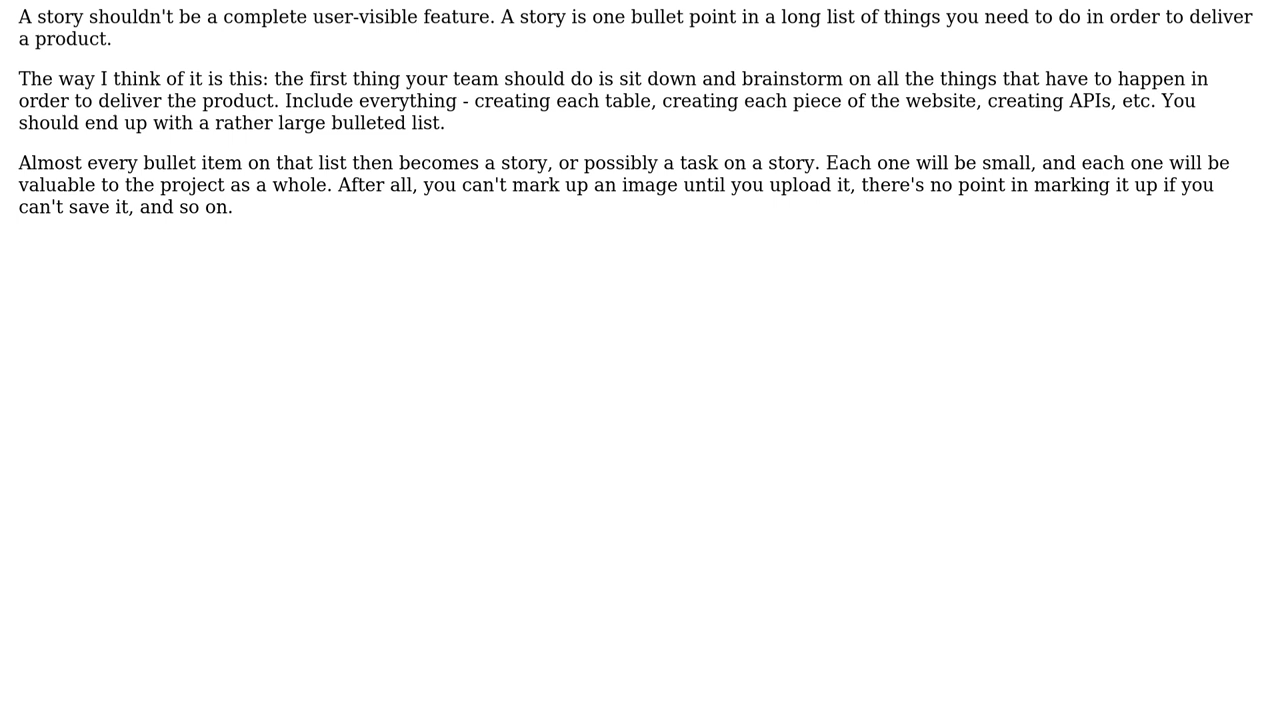 A story shouldn't be a complete user-visible feature. A story is one bullet point in a long list of things you need to do in order to deliver
a product.
The way I think of it is this: the first thing your team should do is sit down and brainstorm on all the things that have to happen in
order to deliver the product. Include everything - creating each table, creating each piece of the website, creating APIs, etc. You
should end up with a rather large bulleted list.
Almost every bullet item on that list then becomes a story, or possibly a task on a story. Each one will be small, and each one will be
valuable to the project as a whole. After all, you can't mark up an image until you upload it, there's no point in marking it up if you
can't save it, and so on.